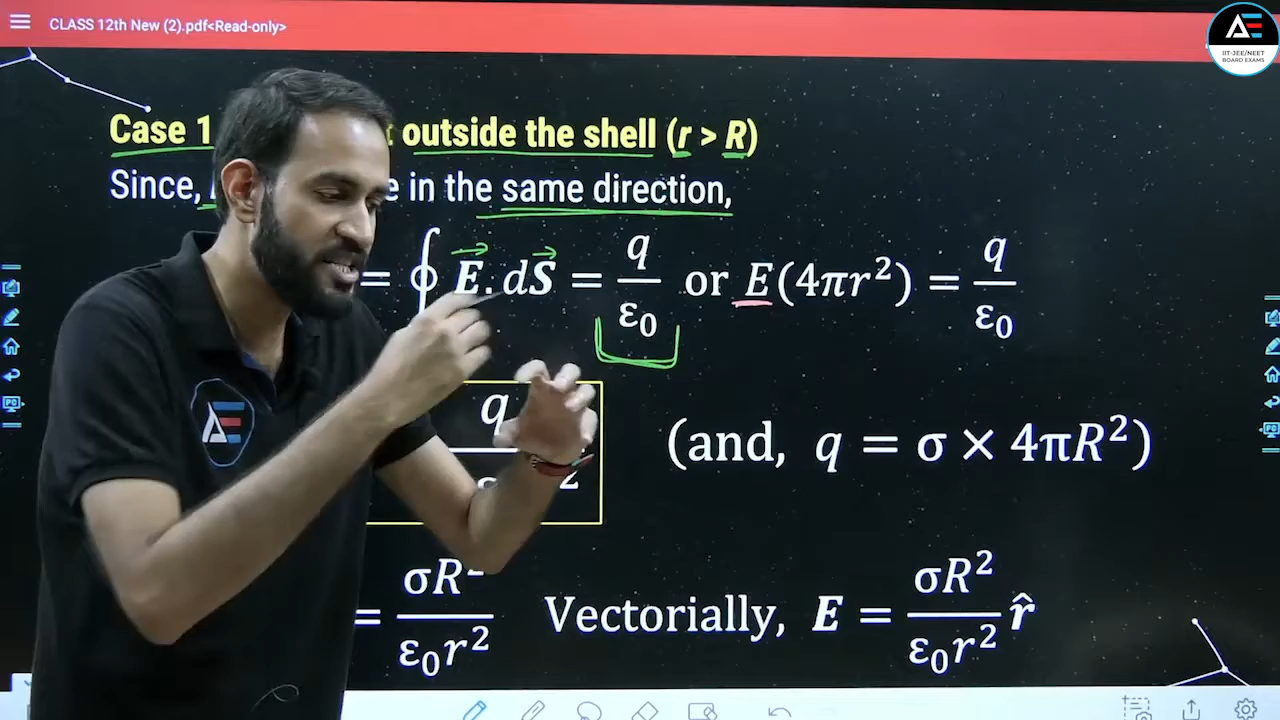 CLASS 12th New (2).pdf<Read-only>
IIT-JEE/NEET
BOARD EXAMS
Case 1 outside the shell (r > R)
Since, in the same direction,
= ∮ E⃗. dS⃗ = q/ε₀ or E(4πr²) = q/ε₀
q (and, q = σ × 4πR²)
= σR²/ε₀r² Vectorially, E = σR²/ε₀r² r̂